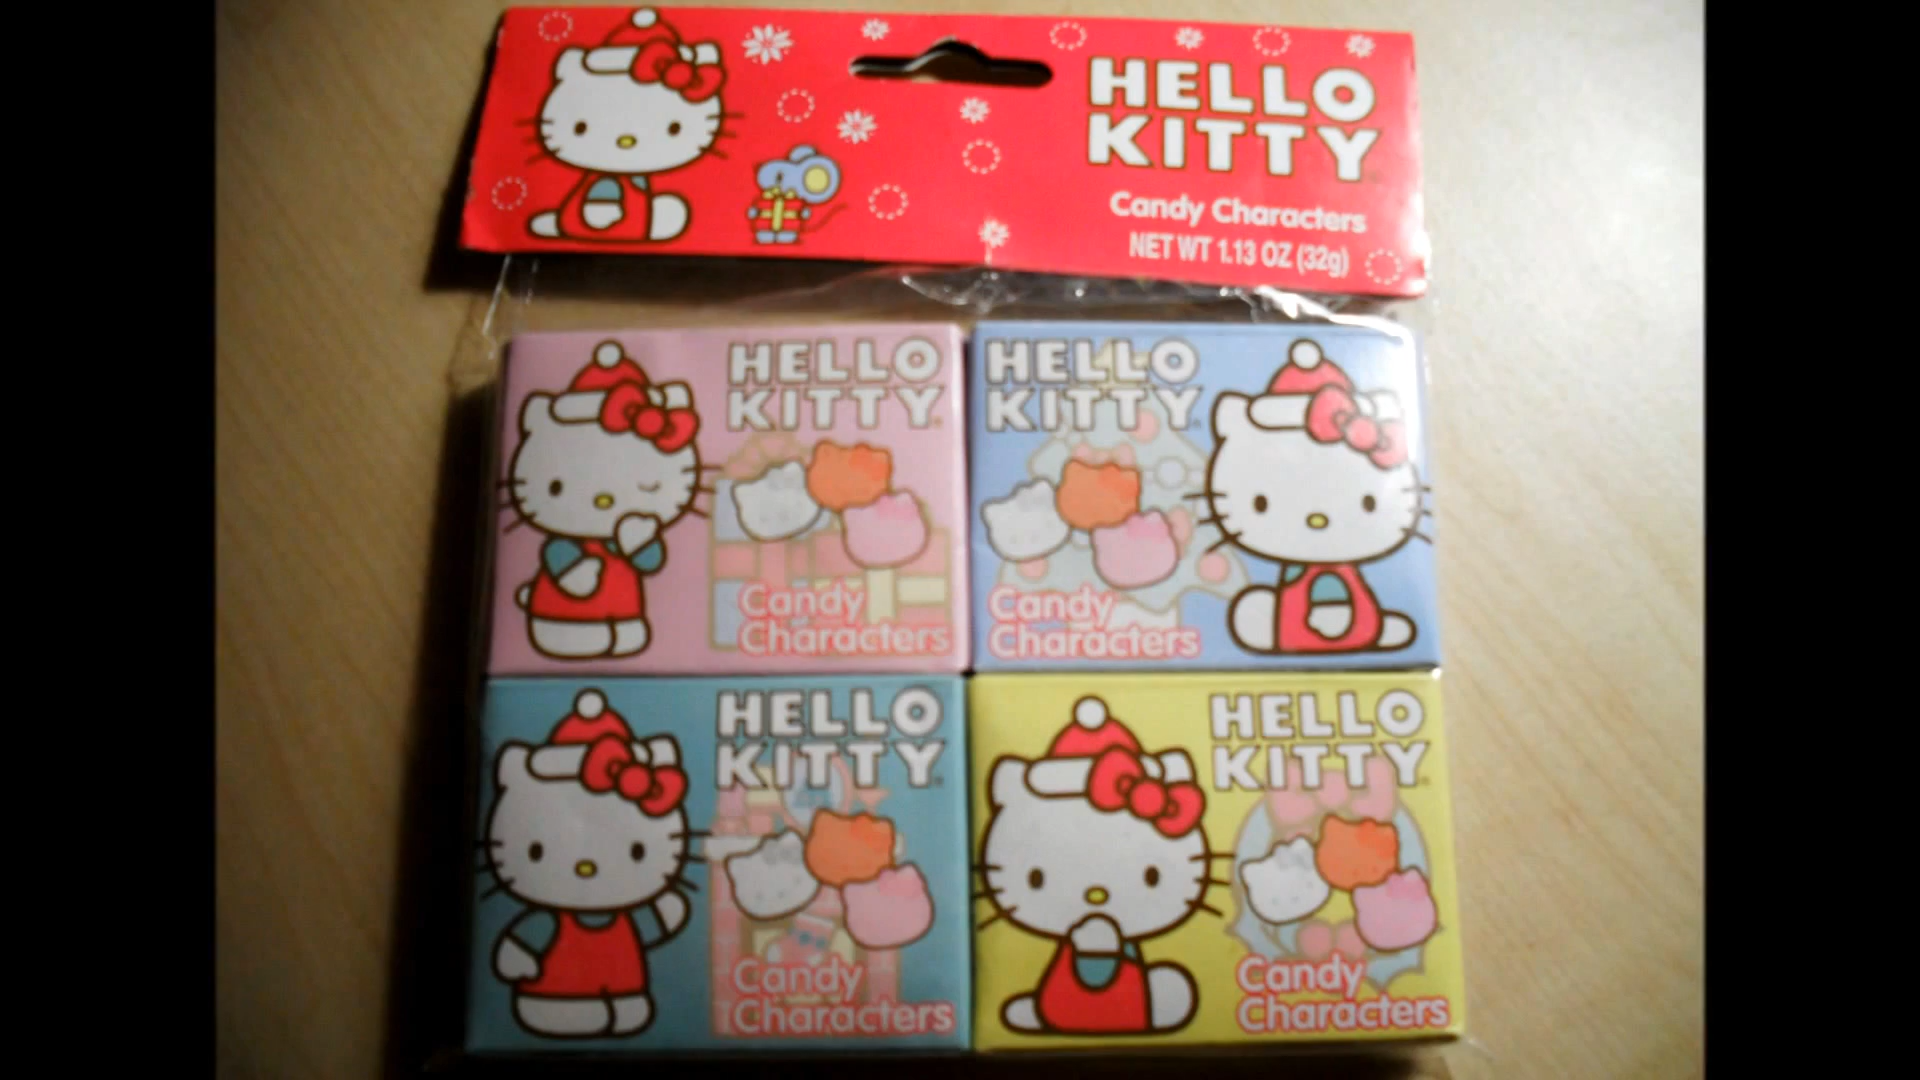 HELLO
KITTY
Candy Characters
NET WT 1.13 OZ (32g)
HELLO
KITTY
Candy
Characters
HELLO
KITTY
Candy
Characters
HELLO
KITTY
Candy
Characters
HELLO
KITTY
Candy
Characters